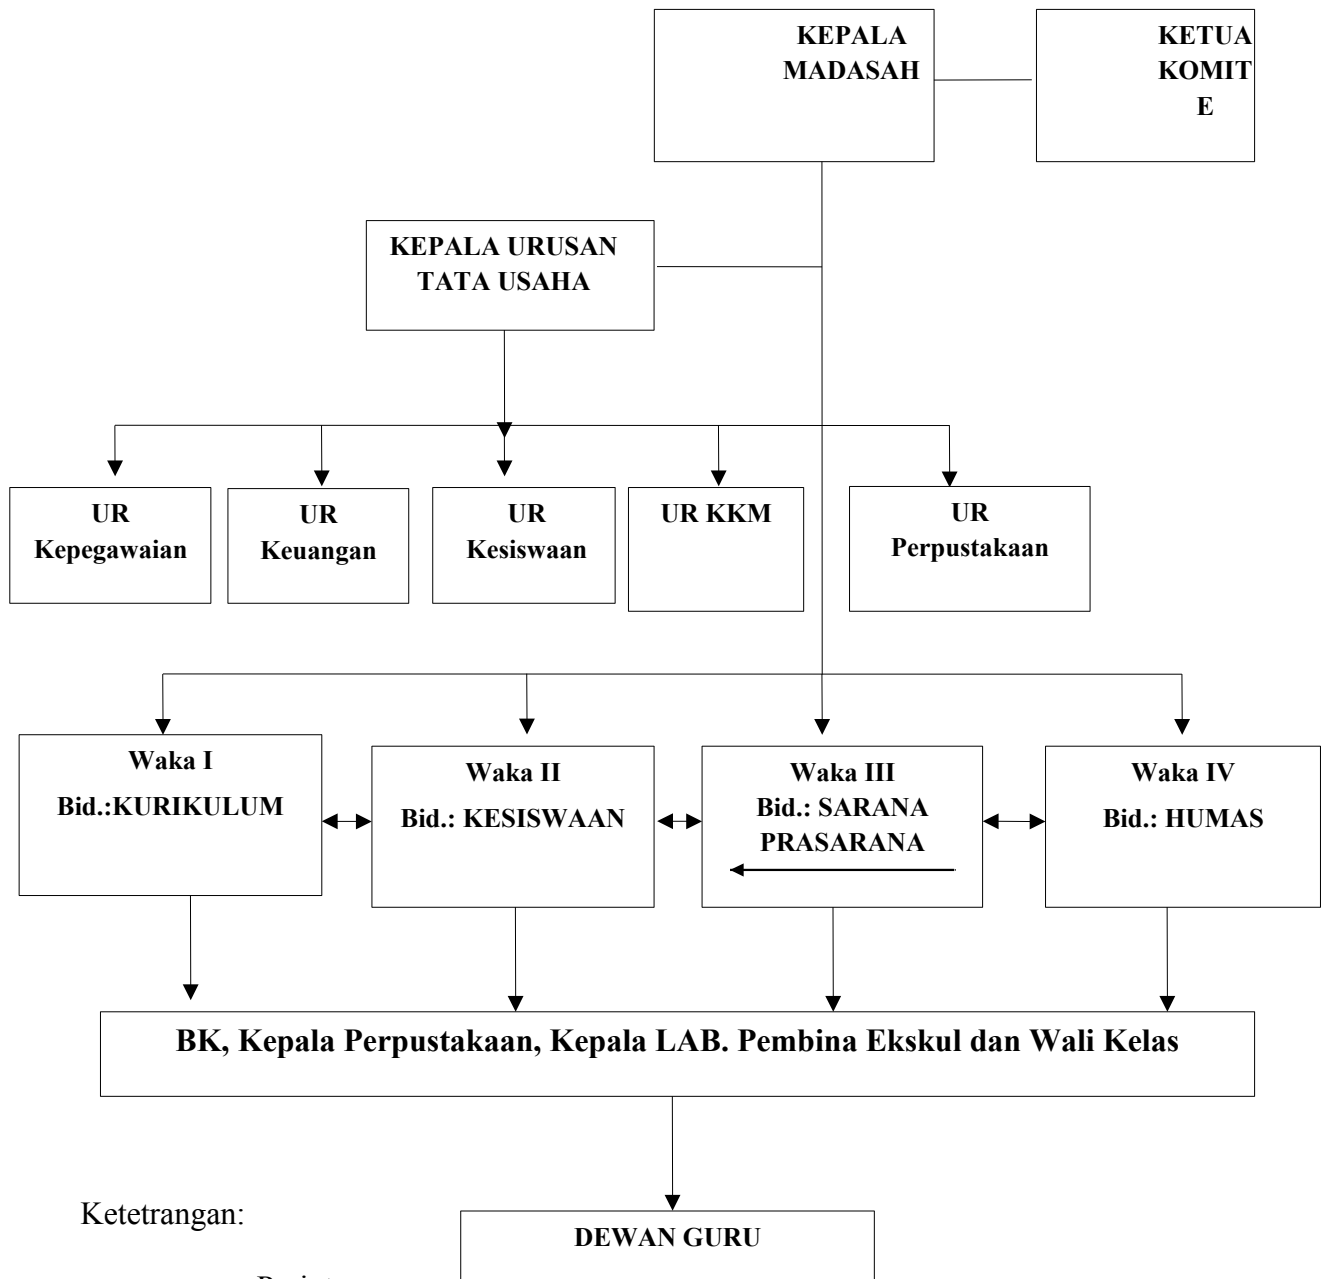 KEPALA
MADASAH
KETUA
KOMIT
E
KEPALA URUSAN
TATA USAHA
UR
Kepegawaian
UR
Keuangan
UR
Kesiswaan
UR KKM
UR
Perpustakaan
Waka I
Bid.:KURIKULUM
Waka II
Bid.: KESISWAAN
Waka III
Bid.: SARANA
PRASARANA
Waka IV
Bid.: HUMAS
BK, Kepala Perpustakaan, Kepala LAB. Pembina Ekskul dan Wali Kelas
Ketetrangan:
DEWAN GURU